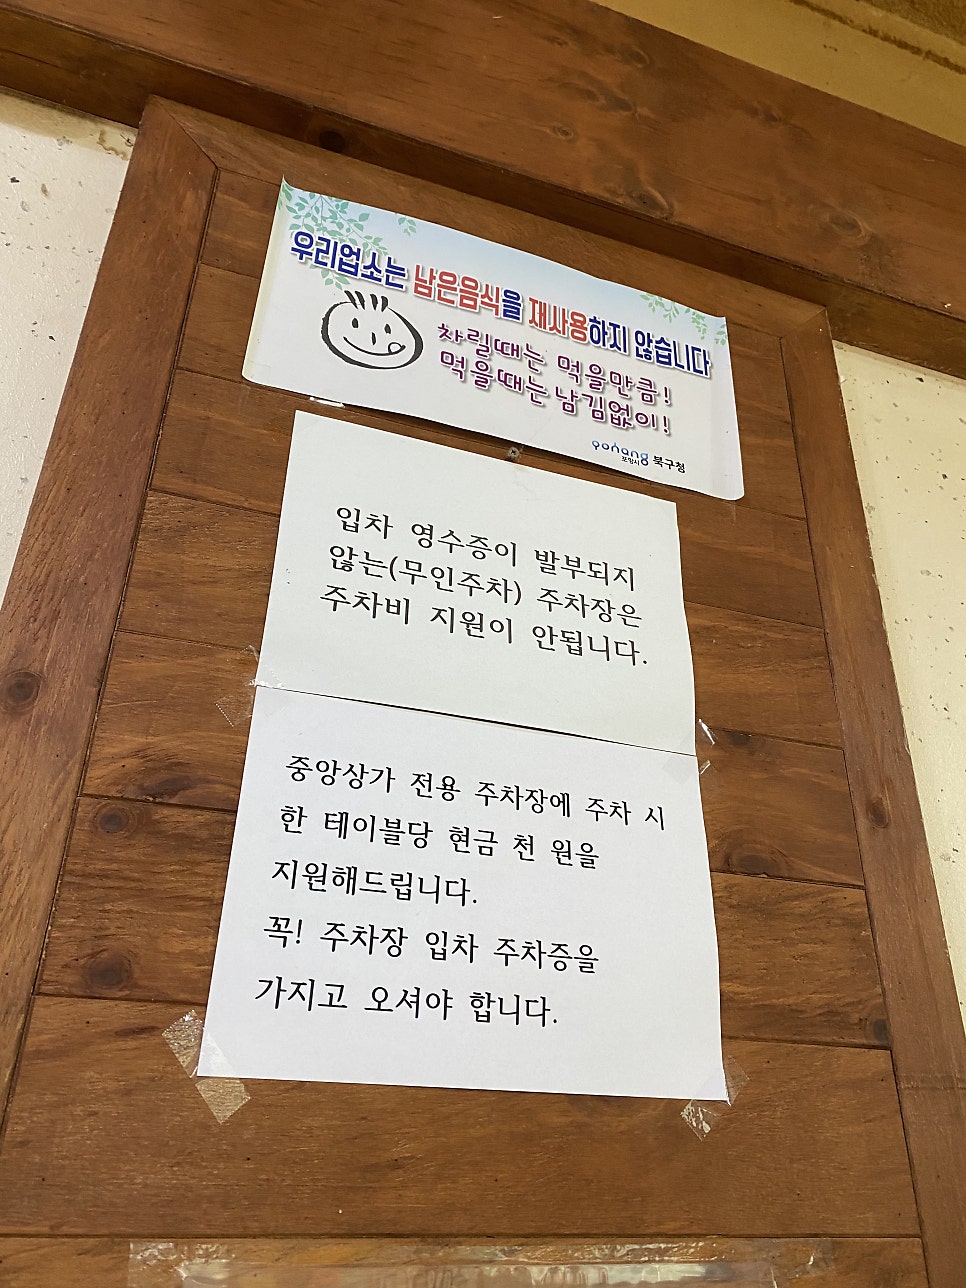 우리업소는 남은음식을 재사용하지 않습니다
차릴때는 먹을만큼!
먹을때는 남김없이!
pohang
포항시 북구청
입차 영수증이 발부되지
않는(무인주차) 주차장은
주차비 지원이 안됩니다.
중앙상가 전용 주차장에 주차 시
한 테이블당 현금 천 원을
지원해드립니다.
꼭! 주차장 입차 주차증을
가지고 오셔야 합니다.